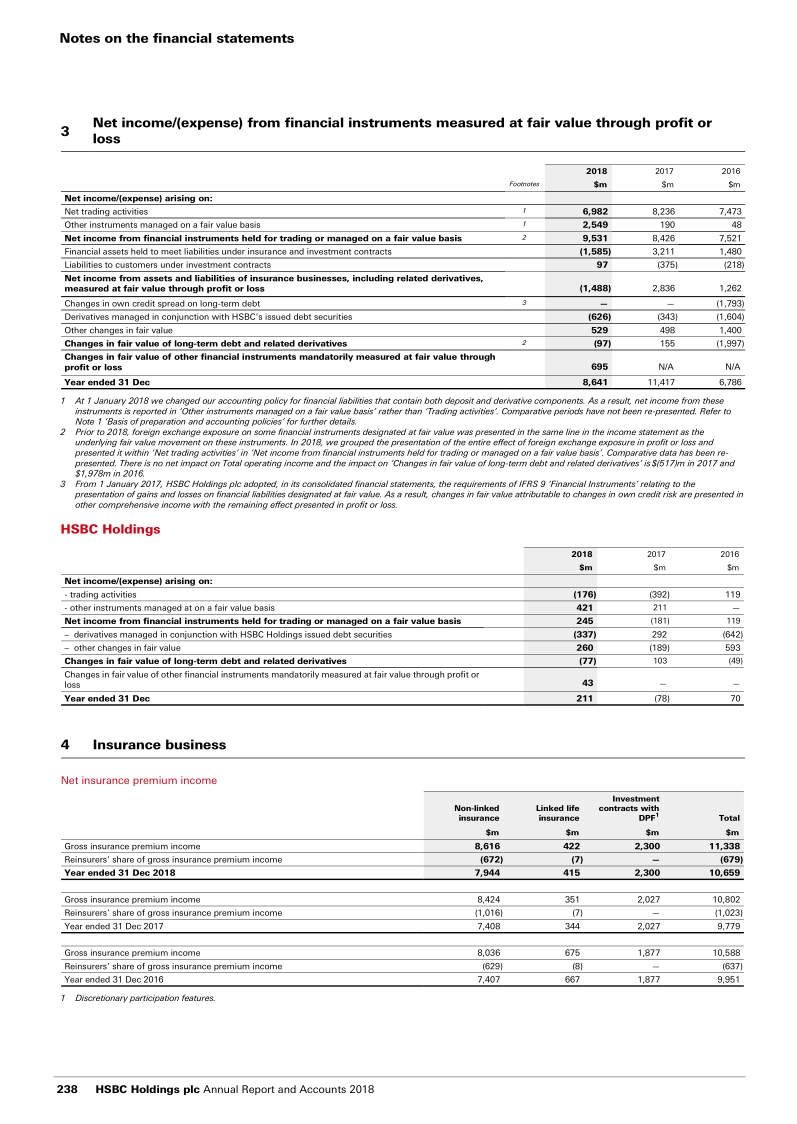 Notes on the financial statements
3 Net income/(expense) from financial instruments measured at fair value through profit or
loss
2018 2017 2016
Footnotes $m $m $m
Net income/(expense) arising on:
Net trading activities 1 6,982 8,236 7,473
Other instruments managed on a fair value basis 1 2,549 190 48
Net income from financial instruments held for trading or managed on a fair value basis 2 9,531 8,426 7,521
Financial assets held to meet liabilities under insurance and investment contracts (1,585) 3,211 1,480
Liabilities to customers under investment contracts 97 (375) (218)
Net income from assets and liabilities of insurance businesses, including related derivatives,
measured at fair value through profit or loss (1,488) 2,836 1,262
Changes in own credit spread on long-term debt 3 — — (1,793)
Derivatives managed in conjunction with HSBC's issued debt securities (626) (343) (1,604)
Other changes in fair value 529 498 1,400
Changes in fair value of long-term debt and related derivatives 2 (97) 155 (1,997)
Changes in fair value of other financial instruments mandatorily measured at fair value through
profit or loss 695 N/A N/A
Year ended 31 Dec 8,641 11,417 6,786
1 At 1 January 2018 we changed our accounting policy for financial liabilities that contain both deposit and derivative components. As a result, net income from these
instruments is reported in 'Other instruments managed on a fair value basis' rather than 'Trading activities'. Comparative periods have not been re-presented. Refer to
Note 1 'Basis of preparation and accounting policies' for further details.
2 Prior to 2018, foreign exchange exposure on some financial instruments designated at fair value was presented in the same line in the income statement as the
underlying fair value movement on these instruments. In 2018, we grouped the presentation of the entire effect of foreign exchange exposure in profit or loss and
presented it within 'Net trading activities' in 'Net income from financial instruments held for trading or managed on a fair value basis'. Comparative data has been re-
presented. There is no net impact on Total operating income and the impact on 'Changes in fair value of long-term debt and related derivatives' is $(517)m in 2017 and
$1,978m in 2016.
3 From 1 January 2017, HSBC Holdings plc adopted, in its consolidated financial statements, the requirements of IFRS 9 'Financial Instruments' relating to the
presentation of gains and losses on financial liabilities designated at fair value. As a result, changes in fair value attributable to changes in own credit risk are presented in
other comprehensive income with the remaining effect presented in profit or loss.
HSBC Holdings
2018 2017 2016
$m $m $m
Net income/(expense) arising on:
- trading activities (176) (392) 119
- other instruments managed at on a fair value basis 421 211 —
Net income from financial instruments held for trading or managed on a fair value basis 245 (181) 119
– derivatives managed in conjunction with HSBC Holdings issued debt securities (337) 292 (642)
– other changes in fair value 260 (189) 593
Changes in fair value of long-term debt and related derivatives (77) 103 (49)
Changes in fair value of other financial instruments mandatorily measured at fair value through profit or
loss 43 — —
Year ended 31 Dec 211 (78) 70
4 Insurance business
Net insurance premium income
Investment
Non-linked Linked life contracts with
insurance insurance DPF1 Total
$m $m $m $m
Gross insurance premium income 8,616 422 2,300 11,338
Reinsurers' share of gross insurance premium income (672) (7) — (679)
Year ended 31 Dec 2018 7,944 415 2,300 10,659
Gross insurance premium income 8,424 351 2,027 10,802
Reinsurers' share of gross insurance premium income (1,016) (7) — (1,023)
Year ended 31 Dec 2017 7,408 344 2,027 9,779
Gross insurance premium income 8,036 675 1,877 10,588
Reinsurers' share of gross insurance premium income (629) (8) — (637)
Year ended 31 Dec 2016 7,407 667 1,877 9,951
1 Discretionary participation features.
238 HSBC Holdings plc Annual Report and Accounts 2018